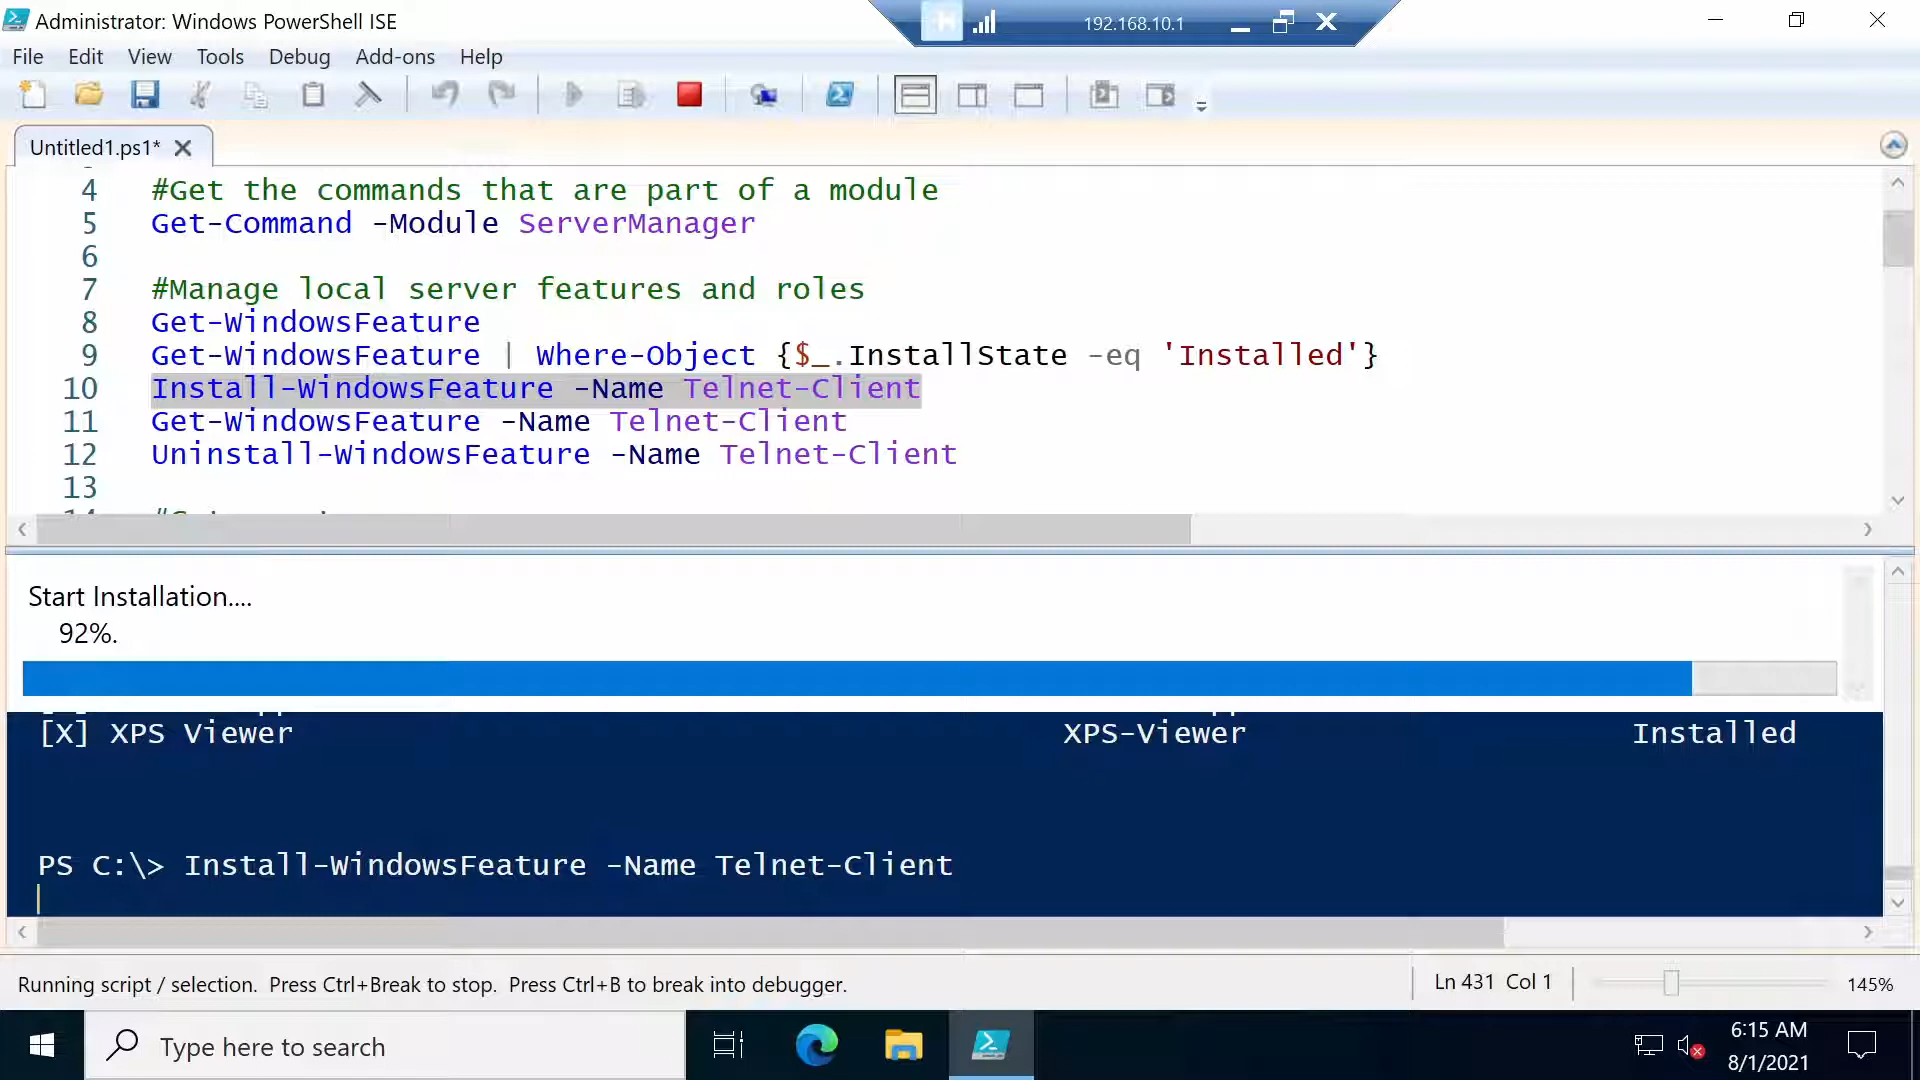 Administrator: Windows PowerShell ISE
192.168.10.1
File Edit View Tools Debug Add-ons Help
Untitled1.ps1*
4 #Get the commands that are part of a module
5 Get-Command -Module ServerManager
6
7 #Manage local server features and roles
8 Get-WindowsFeature
9 Get-WindowsFeature | Where-Object {$_.InstallState -eq 'Installed'}
10 Install-WindowsFeature -Name Telnet-Client
11 Get-WindowsFeature -Name Telnet-Client
12 Uninstall-WindowsFeature -Name Telnet-Client
13
Start Installation....
92%.
[X] XPS Viewer XPS-Viewer Installed
PS C:\> Install-WindowsFeature -Name Telnet-Client
Running script / selection. Press Ctrl+Break to stop. Press Ctrl+B to break into debugger.
Ln 431 Col 1
145%
Type here to search
6:15 AM
8/1/2021